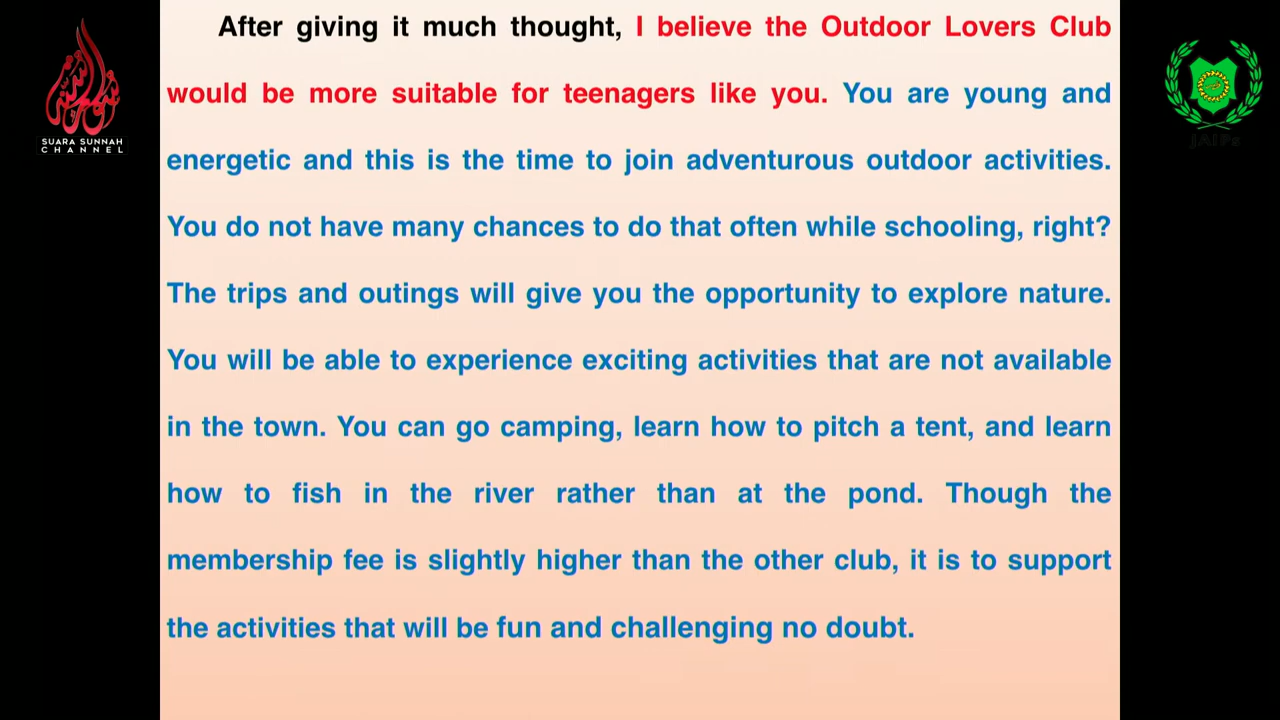 After giving it much thought, I believe the Outdoor Lovers Club
would be more suitable for teenagers like you. You are young and
energetic and this is the time to join adventurous outdoor activities.
You do not have many chances to do that often while schooling, right?
The trips and outings will give you the opportunity to explore nature.
You will be able to experience exciting activities that are not available
in the town. You can go camping, learn how to pitch a tent, and learn
how to fish in the river rather than at the pond. Though the
membership fee is slightly higher than the other club, it is to support
the activities that will be fun and challenging no doubt.
SUARA SUNNAH
CHANNEL
JAIPs